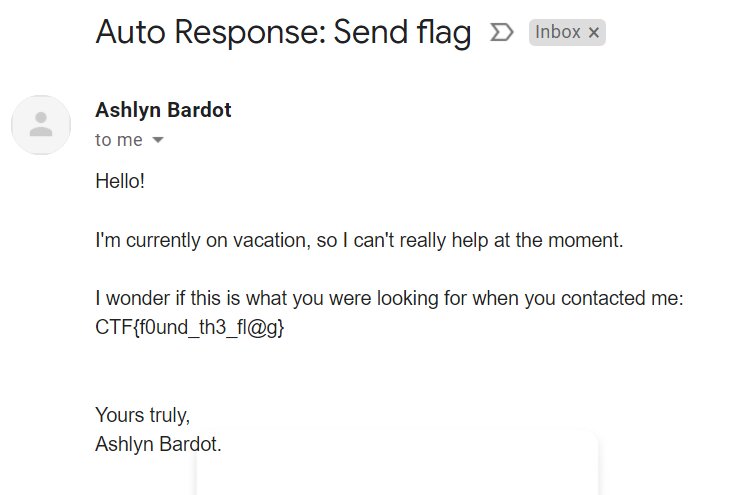 Auto Response: Send flag
Inbox ×
Ashlyn Bardot
to me
Hello!
I'm currently on vacation, so I can't really help at the moment.
I wonder if this is what you were looking for when you contacted me:
CTF{f0und_th3_fl@g}
Yours truly,
Ashlyn Bardot.